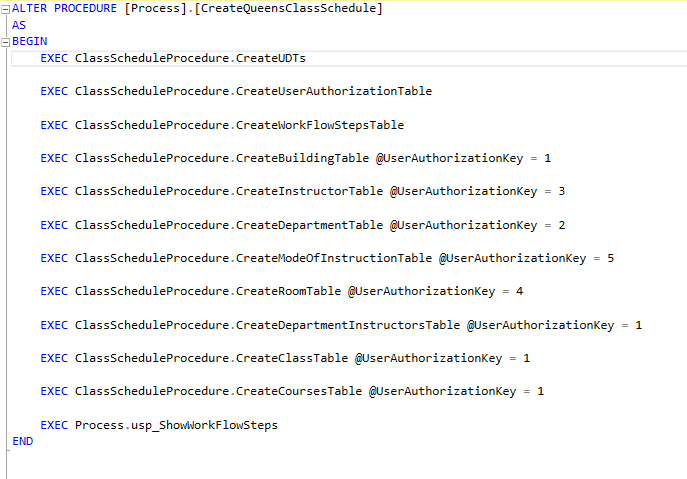 ALTER PROCEDURE [Process].[CreateQueensClassSchedule]
AS
BEGIN
EXEC ClassScheduleProcedure.CreateUDTs
EXEC ClassScheduleProcedure.CreateUserAuthorizationTable
EXEC ClassScheduleProcedure.CreateWorkFlowStepsTable
EXEC ClassScheduleProcedure.CreateBuildingTable @UserAuthorizationKey = 1
EXEC ClassScheduleProcedure.CreateInstructorTable @UserAuthorizationKey = 3
EXEC ClassScheduleProcedure.CreateDepartmentTable @UserAuthorizationKey = 2
EXEC ClassScheduleProcedure.CreateModeOfInstructionTable @UserAuthorizationKey = 5
EXEC ClassScheduleProcedure.CreateRoomTable @UserAuthorizationKey = 4
EXEC ClassScheduleProcedure.CreateDepartmentInstructorsTable @UserAuthorizationKey = 1
EXEC ClassScheduleProcedure.CreateClassTable @UserAuthorizationKey = 1
EXEC ClassScheduleProcedure.CreateCoursesTable @UserAuthorizationKey = 1
EXEC Process.usp_ShowWorkFlowSteps
END